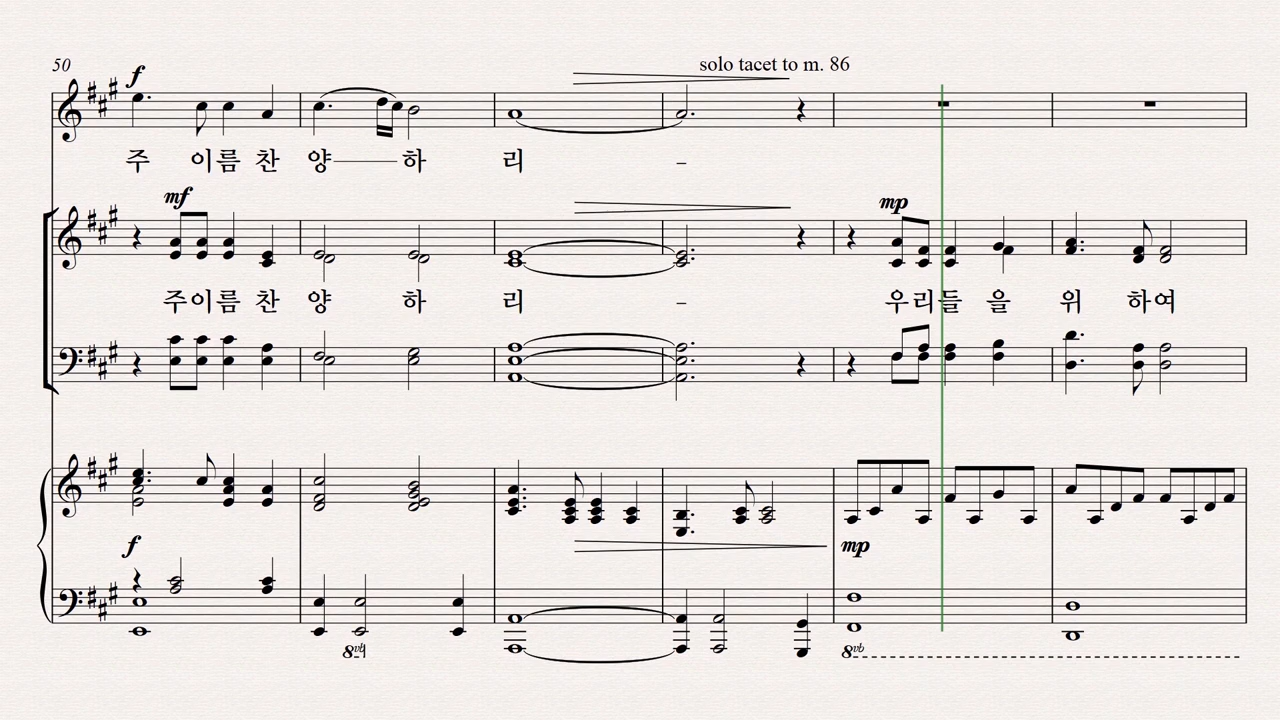 50
f
solo tacet to m. 86
주 이름 찬 양 하 리 -
mf
mp
주이름 찬 양 하 리 - 우리들 을 위 하여
f
mp
8vb
8vb